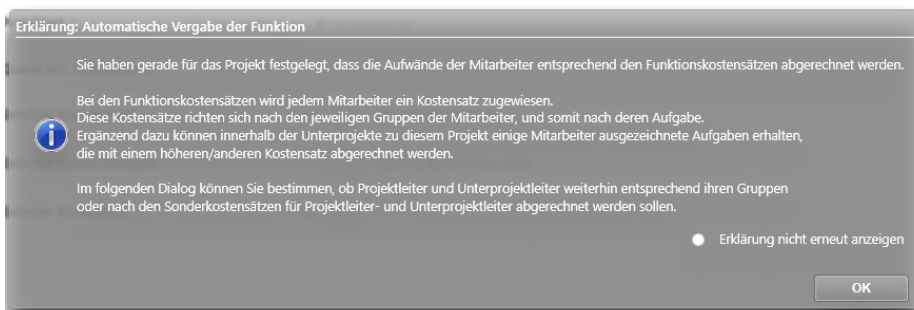 Erklärung: Automatische Vergabe der Funktion
Sie haben gerade für das Projekt festgelegt, dass die Aufwände der Mitarbeiter entsprechend den Funktionskostensätzen abgerechnet werden.
Bei den Funktionskostensätzen wird jedem Mitarbeiter ein Kostensatz zugewiesen.
Diese Kostensätze richten sich nach den jeweiligen Gruppen der Mitarbeiter, und somit nach deren Aufgabe.
Ergänzend dazu können innerhalb der Unterprojekte zu diesem Projekt einige Mitarbeiter ausgezeichnete Aufgaben erhalten,
die mit einem höheren/anderen Kostensatz abgerechnet werden.
Im folgenden Dialog können Sie bestimmen, ob Projektleiter und Unterprojektleiter weiterhin entsprechend ihren Gruppen
oder nach den Sonderkostensätzen für Projektleiter- und Unterprojektleiter abgerechnet werden sollen.
Erklärung nicht erneut anzeigen
OK